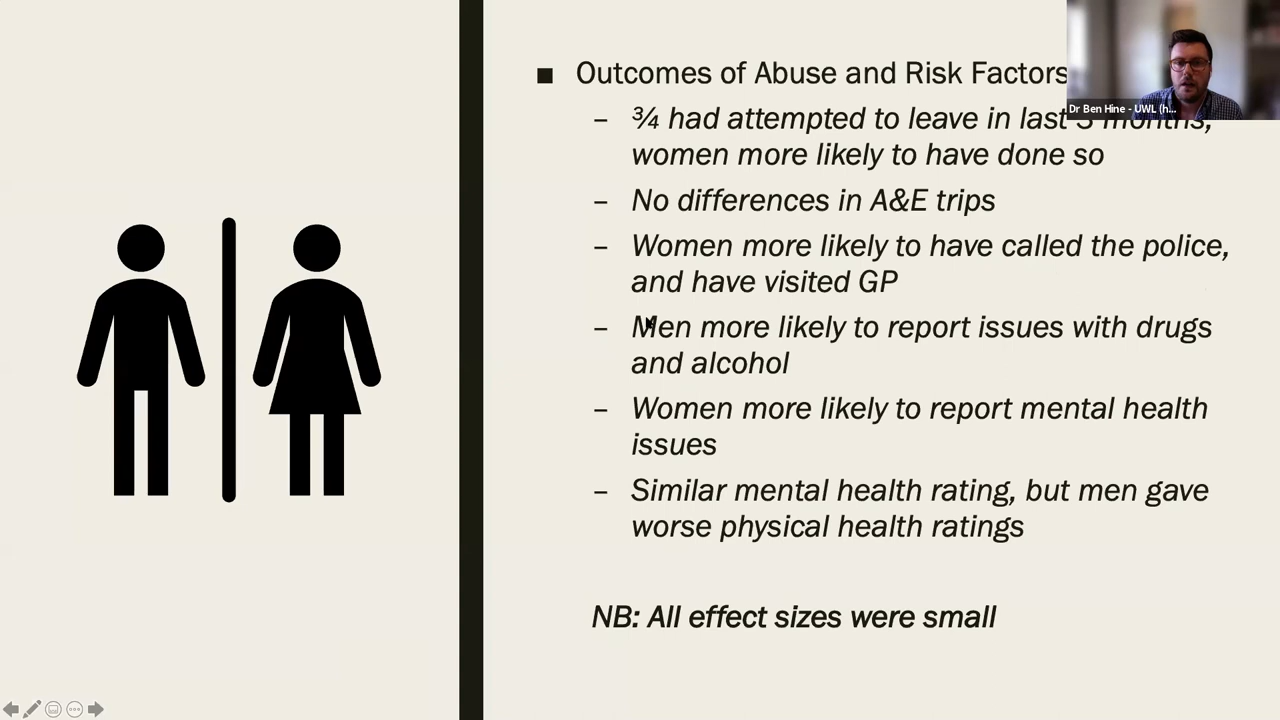 ■ Outcomes of Abuse and Risk Factors
– ¾ had attempted to leave in last 3 months,
women more likely to have done so
– No differences in A&E trips
– Women more likely to have called the police,
and have visited GP
– Men more likely to report issues with drugs
and alcohol
– Women more likely to report mental health
issues
– Similar mental health rating, but men gave
worse physical health ratings
NB: All effect sizes were small
Dr Ben Hine - UWL (h...